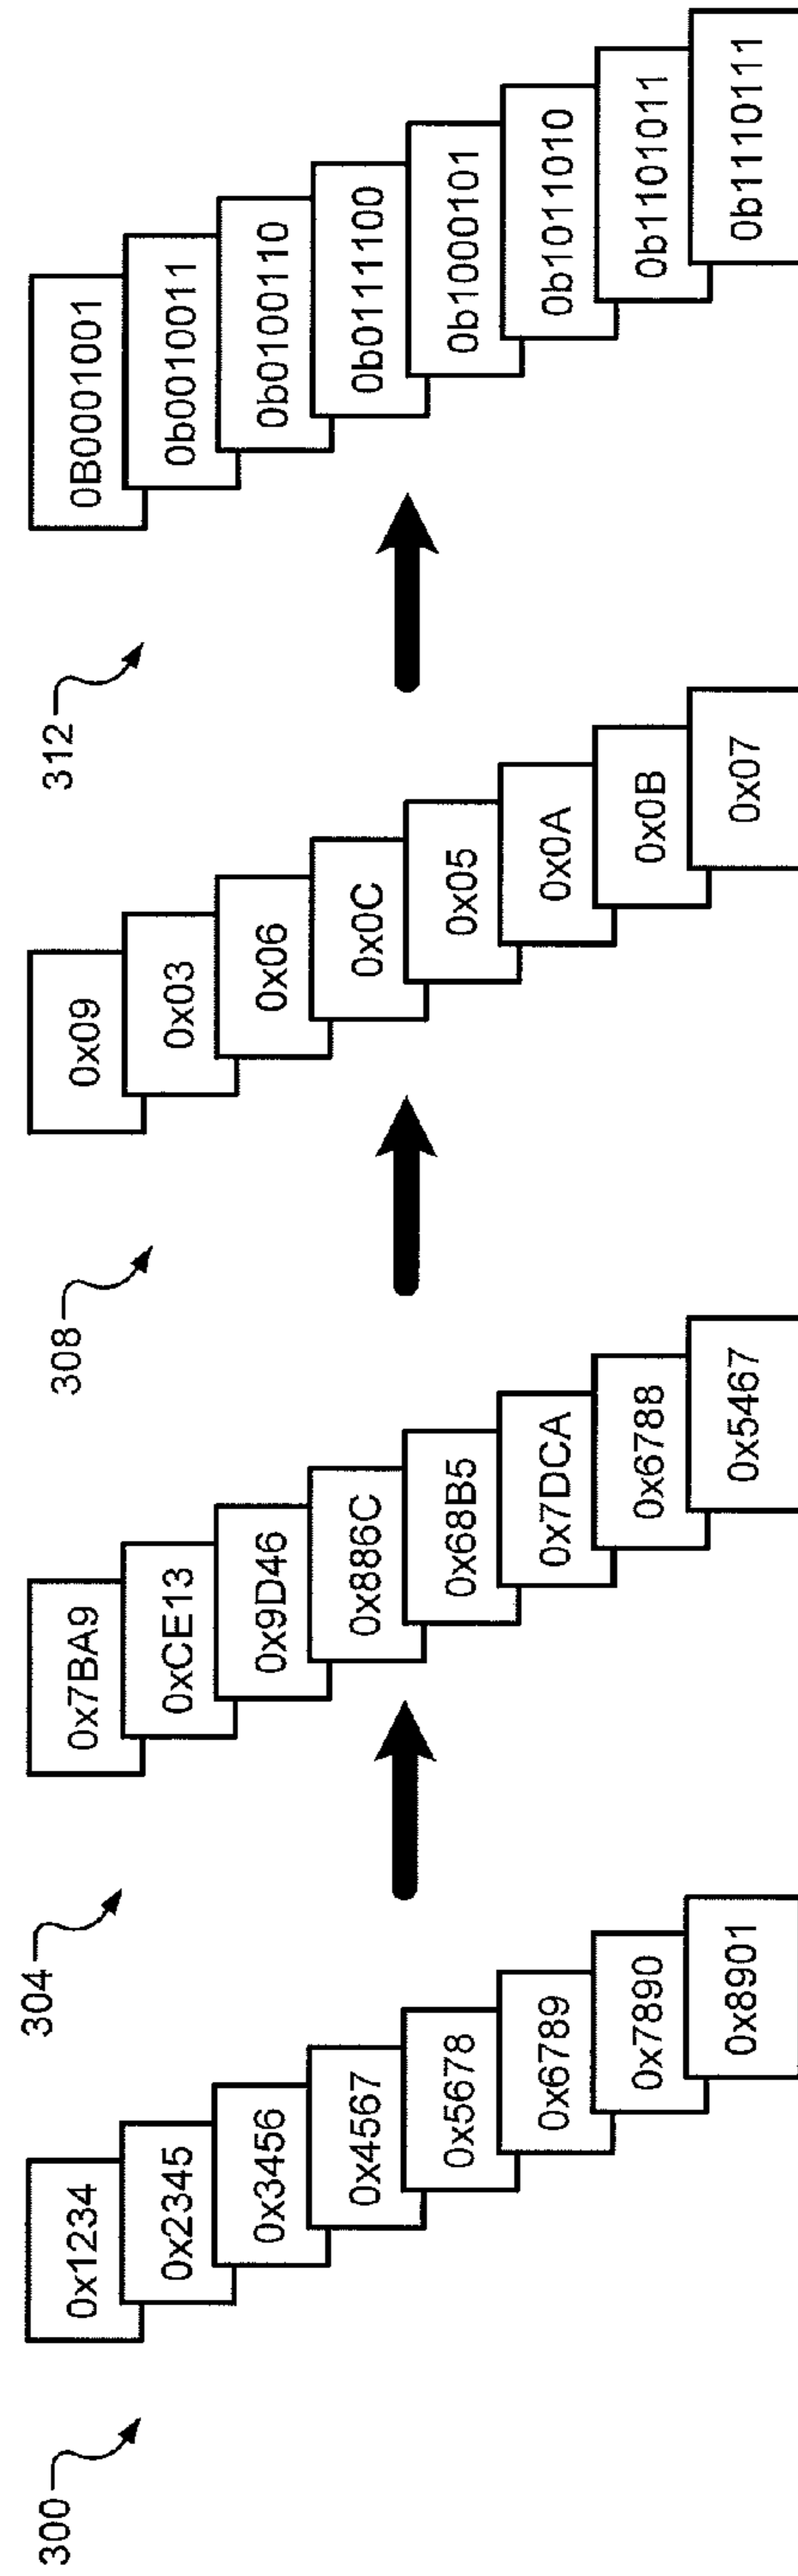 300
0x1234
0x2345
0x3456
0x4567
0x5678
0x6789
0x7890
0x8901
304
0x7BA9
0xCE13
0x9D46
0x886C
0x68B5
0x7DCA
0x6788
0x5467
308
0x09
0x03
0x06
0x0C
0x05
0x0A
0x0B
0x07
312
0B0001001
0b0010011
0b0100110
0b0111100
0b1000101
0b1011010
0b1101011
0b1110111